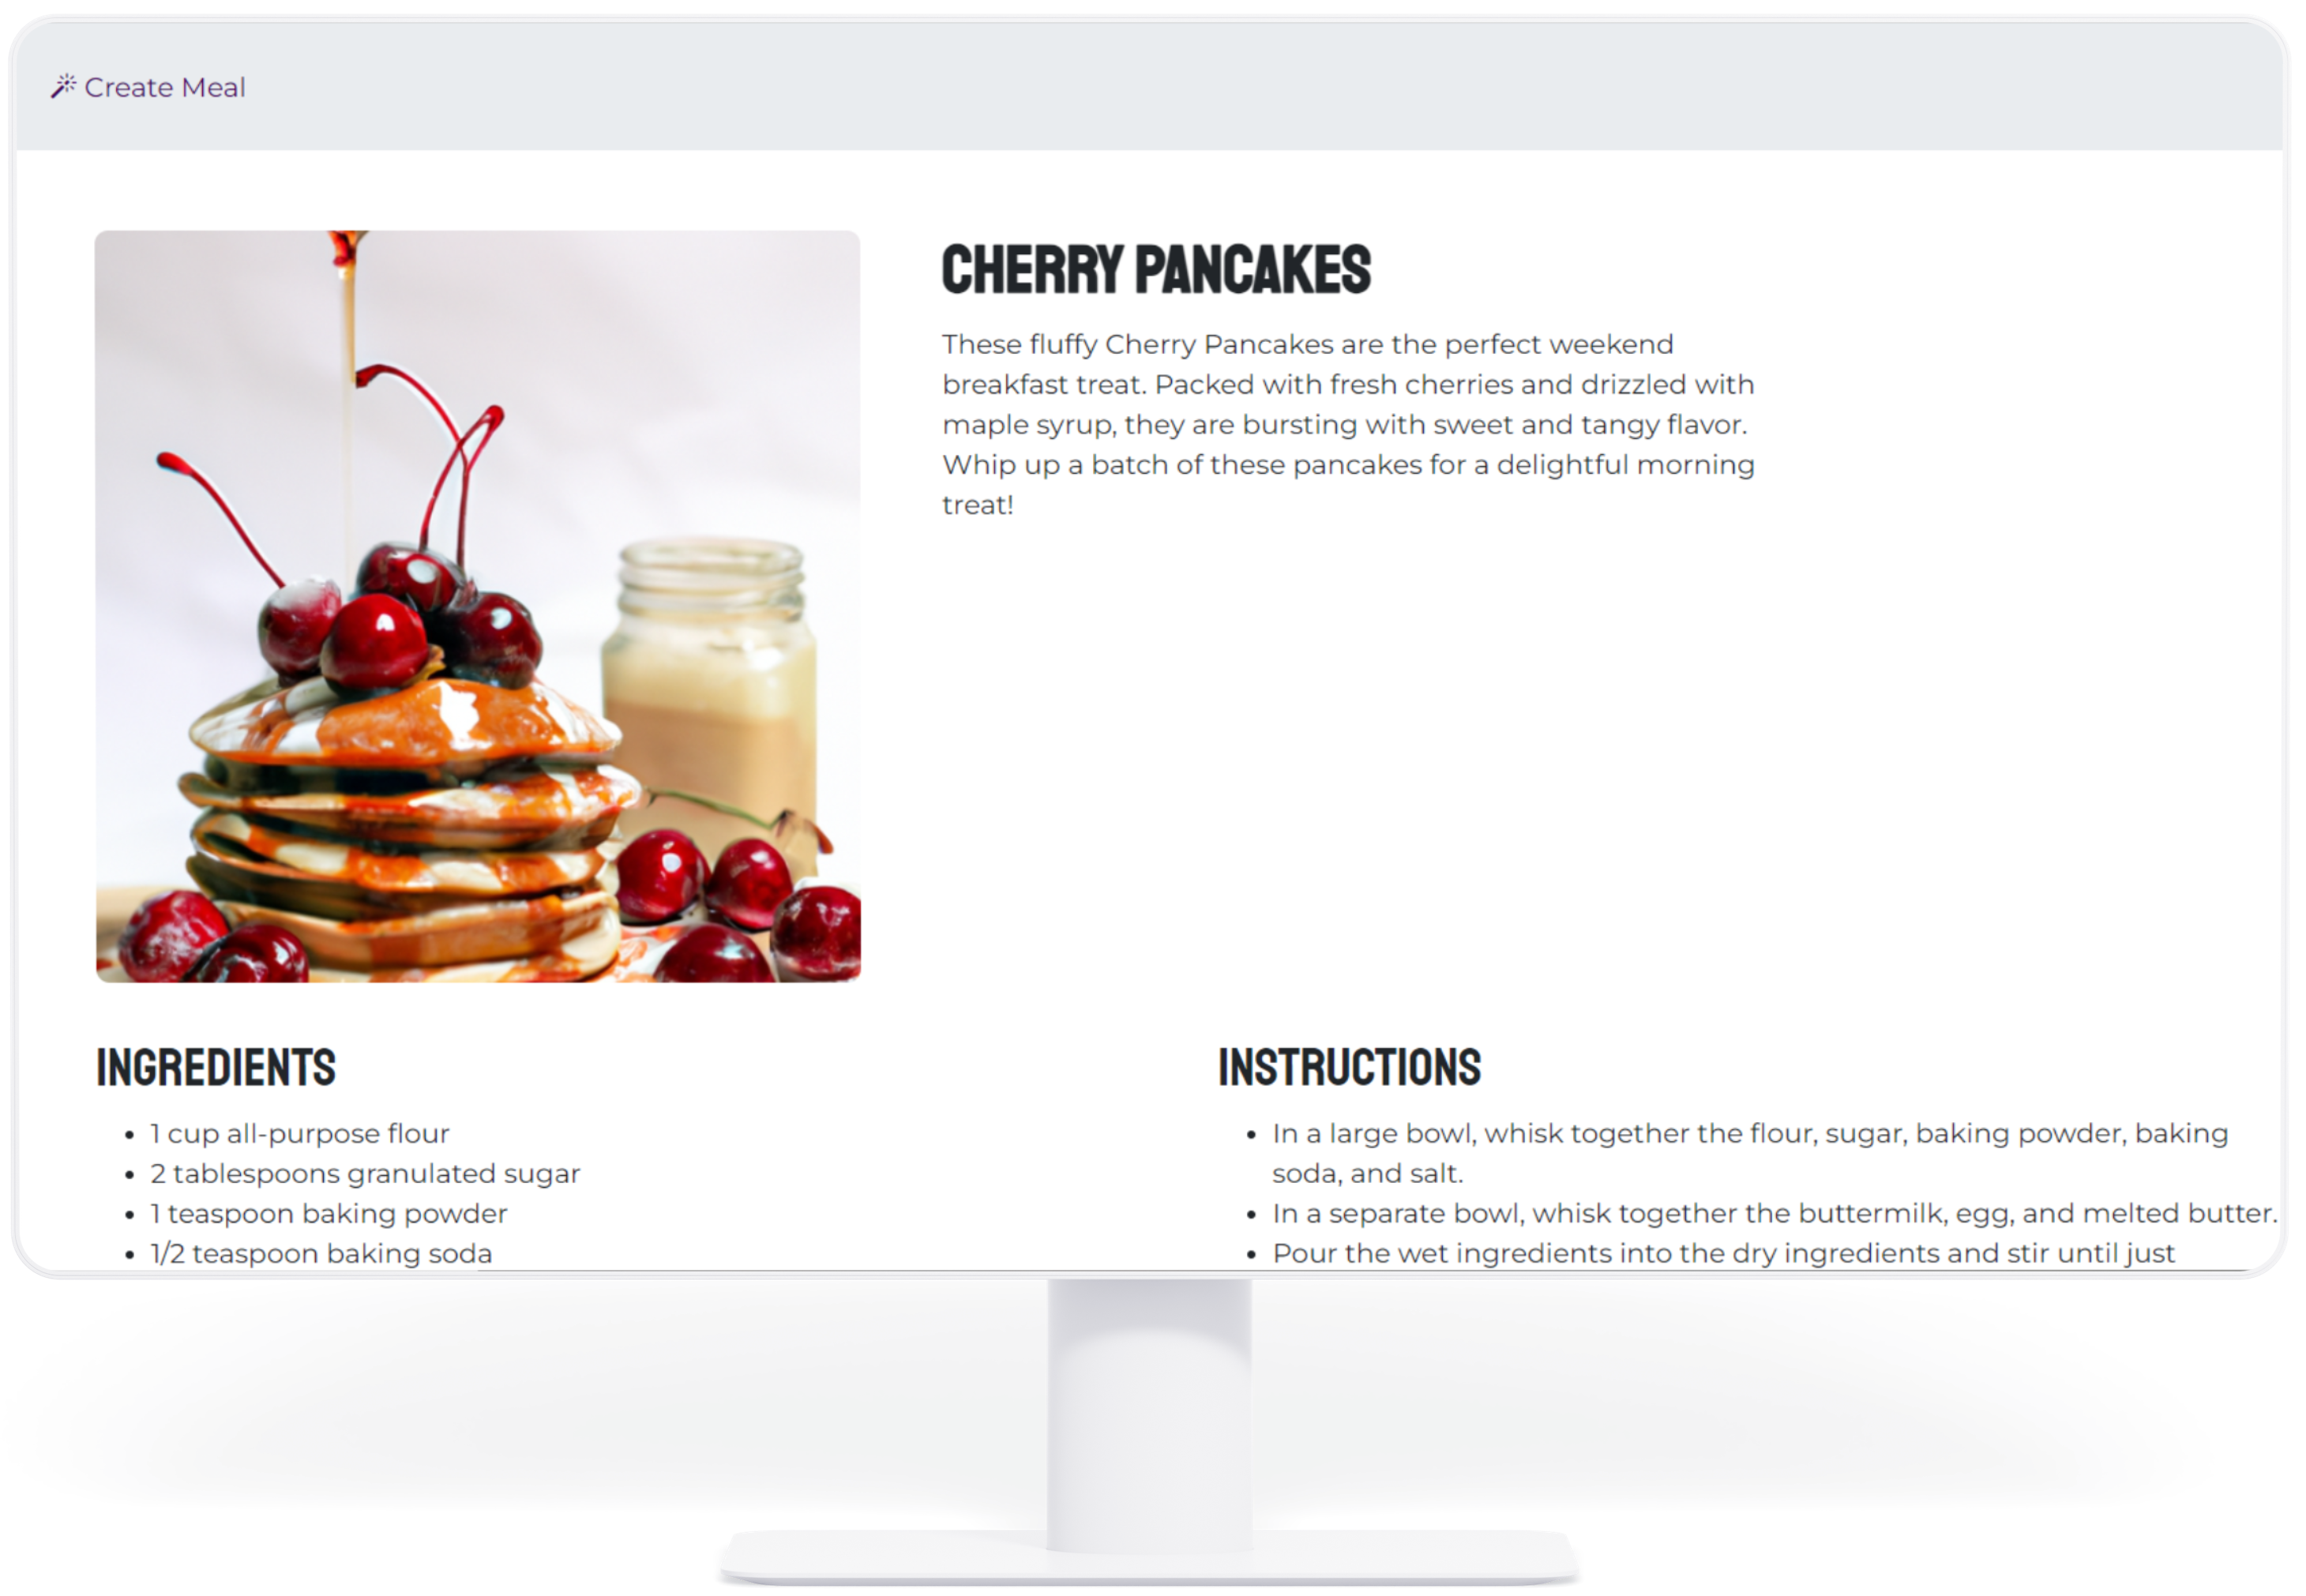 Create Meal
CHERRY PANCAKES
These fluffy Cherry Pancakes are the perfect weekend
breakfast treat. Packed with fresh cherries and drizzled with
maple syrup, they are bursting with sweet and tangy flavor.
Whip up a batch of these pancakes for a delightful morning
treat!
INGREDIENTS
1 cup all-purpose flour
2 tablespoons granulated sugar
1 teaspoon baking powder
1/2 teaspoon baking soda
INSTRUCTIONS
In a large bowl, whisk together the flour, sugar, baking powder, baking
soda, and salt.
In a separate bowl, whisk together the buttermilk, egg, and melted butter.
Pour the wet ingredients into the dry ingredients and stir until just